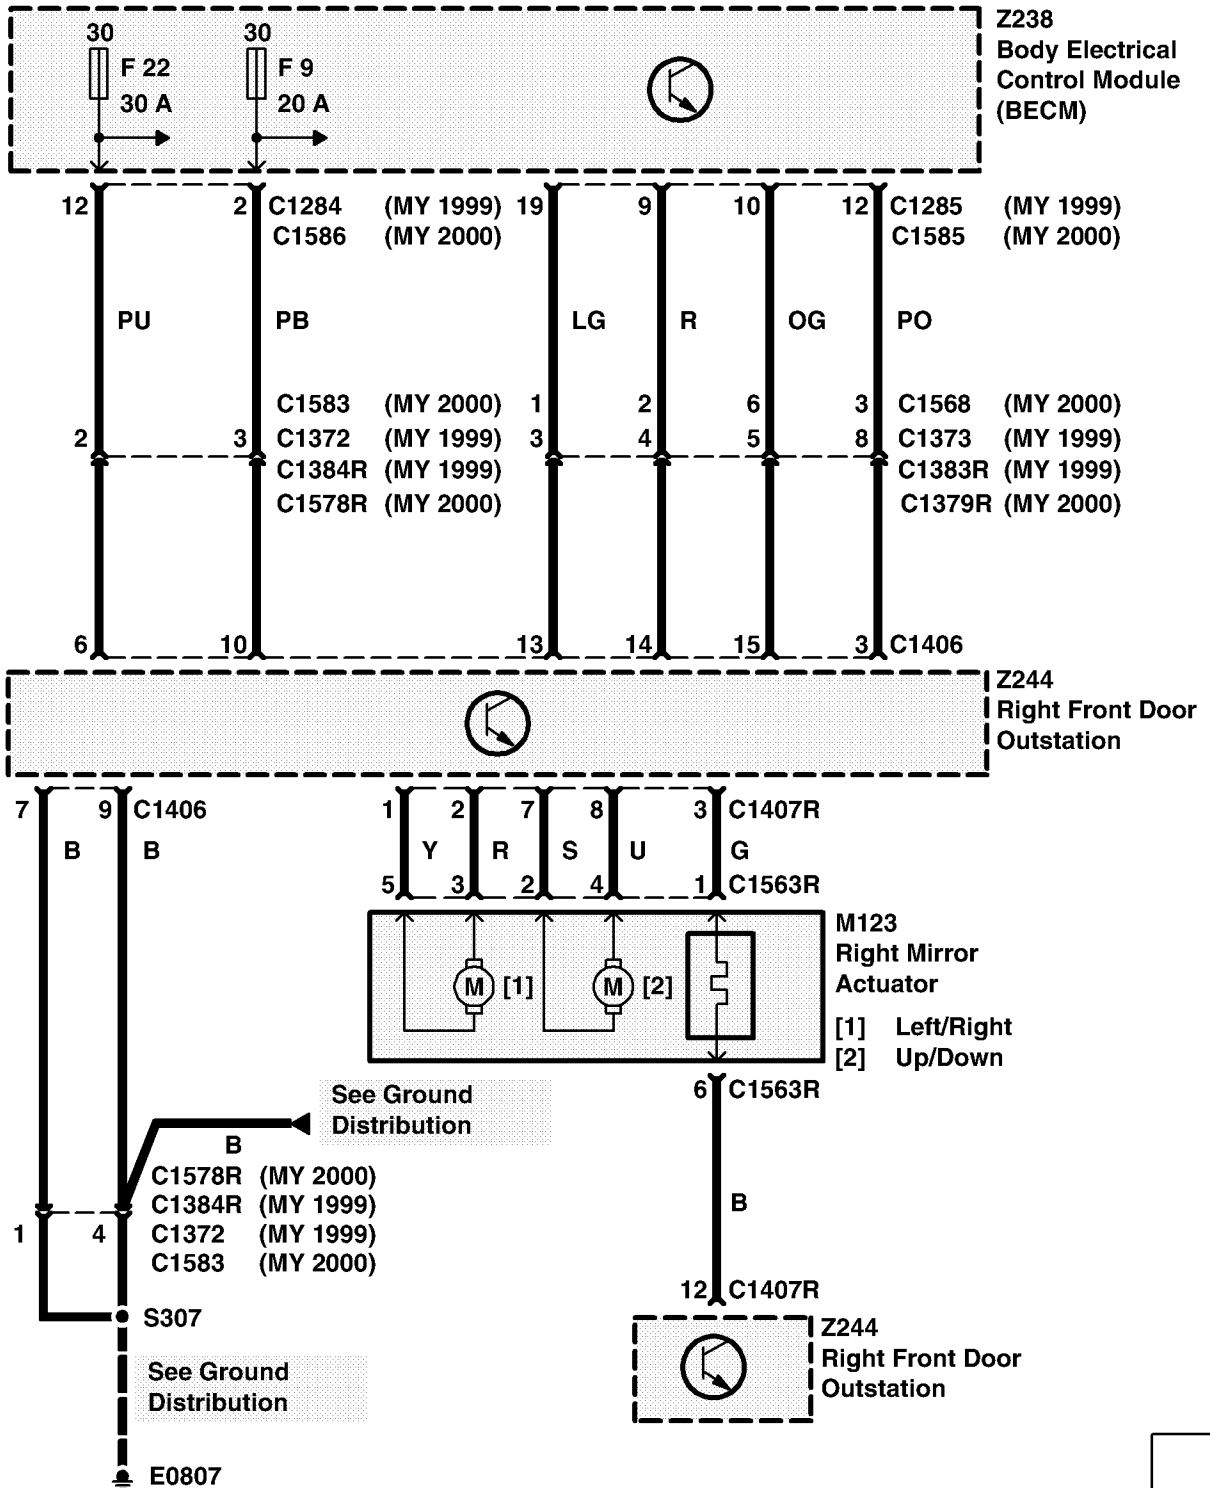 Z238
Body Electrical
Control Module
(BECM)
30 30
F 22 F 9
30 A 20 A
12 2 C1284 (MY 1999) 19 9 10 12 C1285 (MY 1999)
C1586 (MY 2000) C1585 (MY 2000)
PU PB LG R OG PO
C1583 (MY 2000) 1 2 6 3 C1568 (MY 2000)
2 3 C1372 (MY 1999) 3 4 5 8 C1373 (MY 1999)
C1384R (MY 1999) C1383R (MY 1999)
C1578R (MY 2000) C1379R (MY 2000)
6 10 13 14 15 3 C1406
Z244
Right Front Door
Outstation
7 9 C1406 1 2 7 8 3 C1407R
B B Y R S U G
5 3 2 4 1 C1563R
M123
Right Mirror
Actuator
M [1] M [2]
[1] Left/Right
[2] Up/Down
6 C1563R
See Ground
Distribution
B
C1578R (MY 2000)
C1384R (MY 1999)
1 4 C1372 (MY 1999)
C1583 (MY 2000)
B
12 C1407R
S307
Z244
Right Front Door
Outstation
See Ground
Distribution
E0807